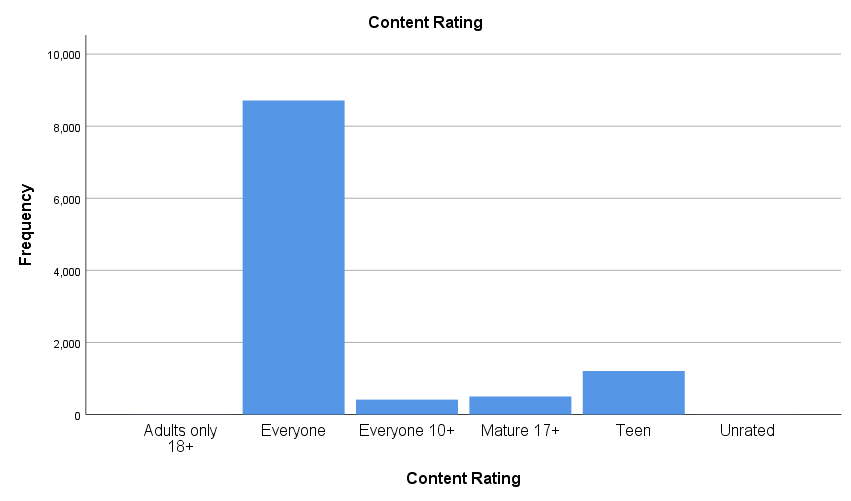 Content Rating
10,000
8,000
6,000
4,000
2,000
0
Frequency
Adults only
18+
Everyone
Everyone 10+
Mature 17+
Teen
Unrated
Content Rating